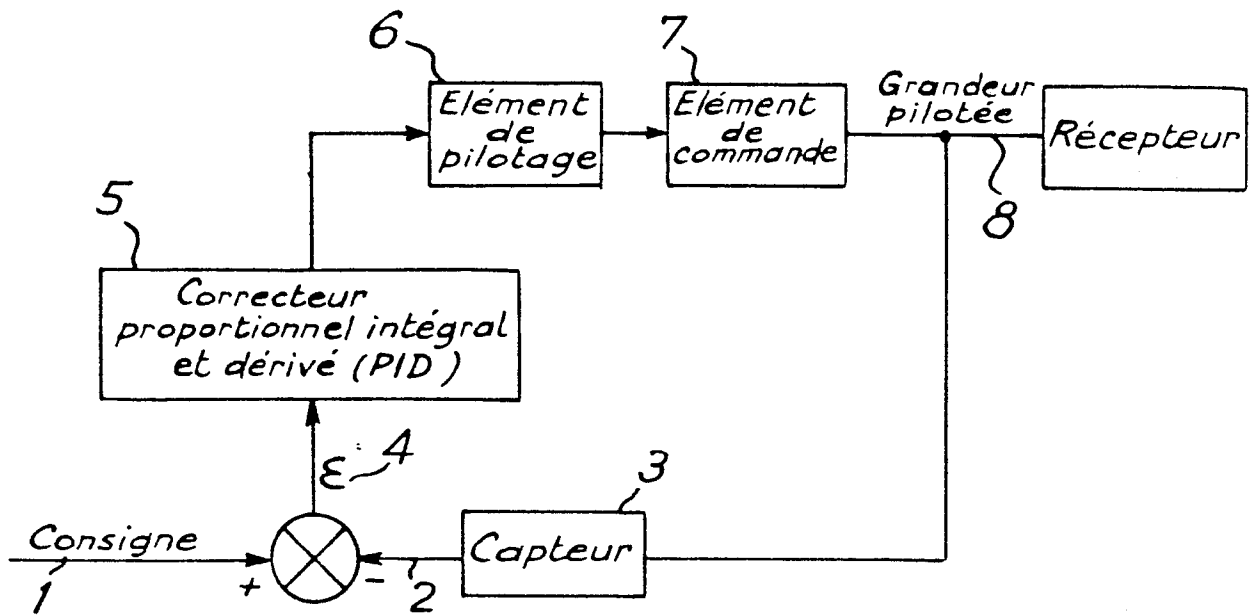 6
7
Elément
de
pilotage
Elément
de
commande
Grandeur
pilotée
8
Récepteur
5
Correcteur
proportionnel intégral
et dérivé (PID)
ε
4
3
Capteur
Consigne
1
+
-
2